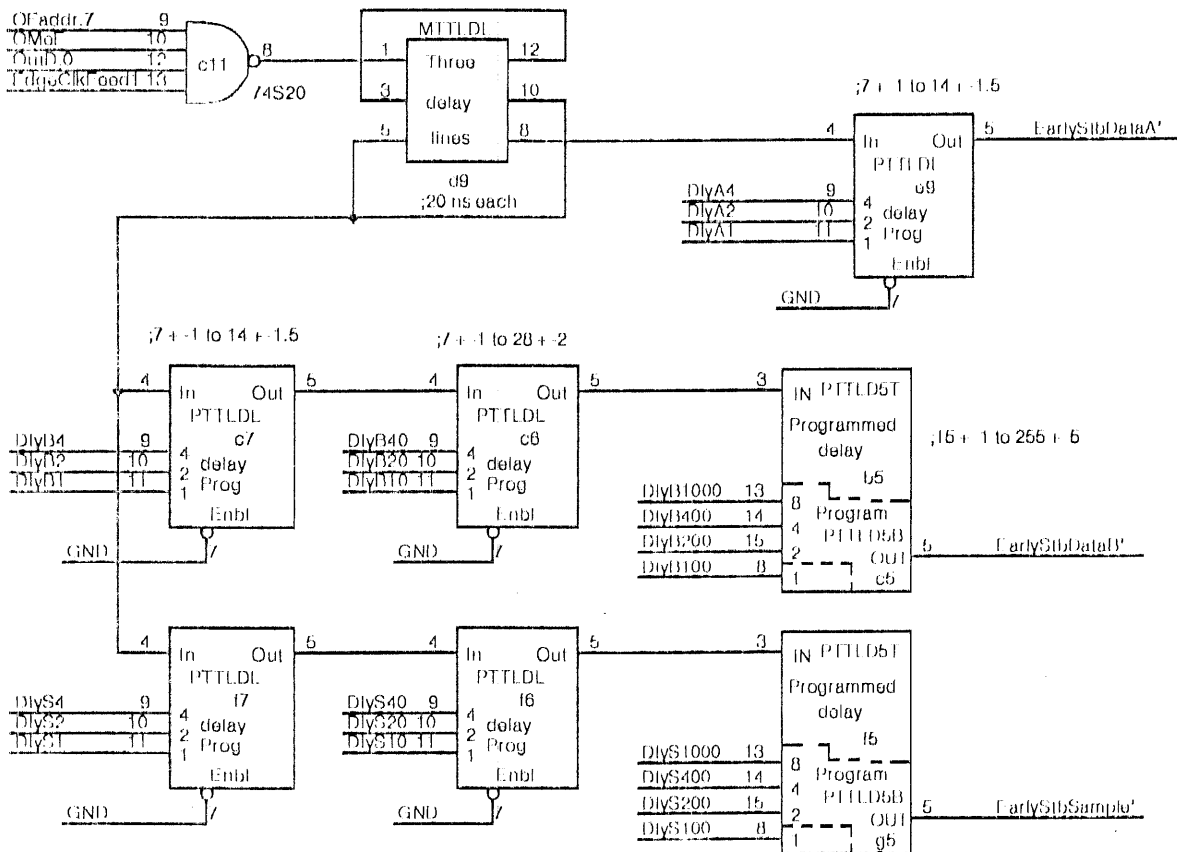 9
10
OutD.0 12
13
c11
8
74S20
MTTLDL
1 Three 12
3 delay 10
5 lines 8
d9
;20 ns each
;7 + -1 to 14 + -1.5
4 In Out 5 EarlyStbDataA'
PTTLDL
e9
DlyA4 9 4
DlyA2 10 2 delay
DlyA1 11 1 Prog
Enbl
GND 7
;7 + -1 to 14 + -1.5
4 In Out 5
PTTLDL
c7
DlyB4 9 4
DlyB2 10 2 delay
DlyB1 11 1 Prog
Enbl
GND 7
;7 + -1 to 28 + -2
4 In Out 5
PTTLDL
c6
DlyB40 9 4
DlyB20 10 2 delay
DlyB10 11 1 Prog
Enbl
GND 7
3 IN PTTLD5T
Programmed
delay
b5
;15 + -1 to 255 + -5
DlyB1000 13 8
DlyB400 14 4 Program
PTTLD5B
DlyB200 15 2
OUT 5 EarlyStbDataB'
DlyB100 8 1 c5
4 In Out 5
PTTLDL
f7
DlyS4 9 4
DlyS2 10 2 delay
DlyS1 11 1 Prog
Enbl
GND 7
4 In Out 5
PTTLDL
f6
DlyS40 9 4
DlyS20 10 2 delay
DlyS10 11 1 Prog
Enbl
GND 7
3 IN PTTLD5T
Programmed
delay
f5
DlyS1000 13 8
DlyS400 14 4 Program
PTTLD5B
DlyS200 15 2
OUT 5 EarlyStbSample'
DlyS100 8 1 g5